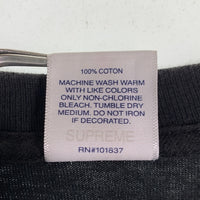 100% COTON
MACHINE WASH WARM
WITH LIKE COLORS
ONLY NON-CHLORINE
BLEACH. TUMBLE DRY
MEDIUM. DO NOT IRON
IF DECORATED.
SUPREME
RN#101837